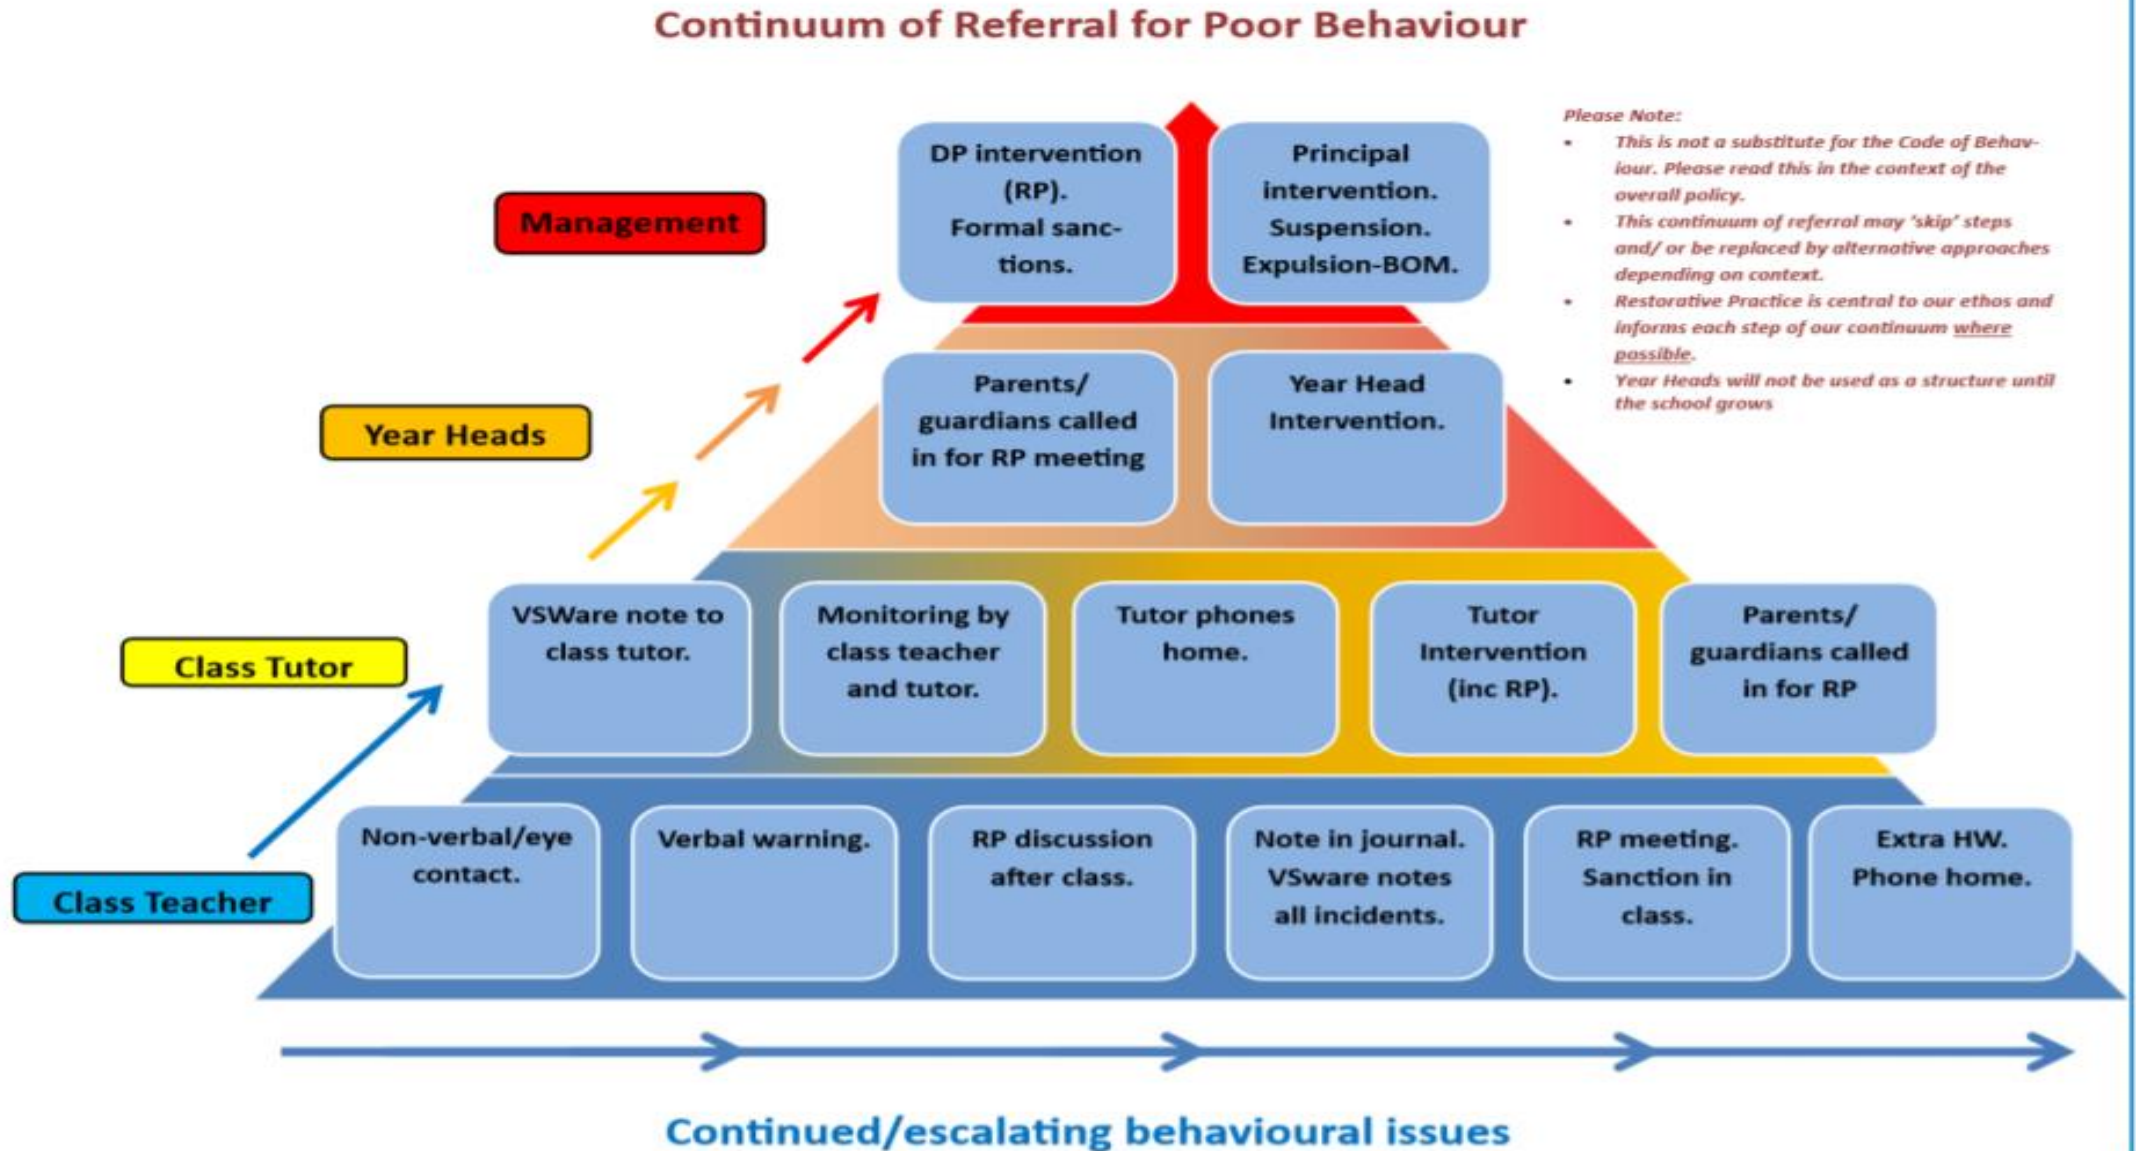 Continuum of Referral for Poor Behaviour
Please Note:
• This is not a substitute for the Code of Behav-
iour. Please read this in the context of the
overall policy.
• This continuum of referral may 'skip' steps
and/ or be replaced by alternative approaches
depending on context.
• Restorative Practice is central to our ethos and
informs each step of our continuum where
possible.
• Year Heads will not be used as a structure until
the school grows
Management
DP intervention
(RP).
Formal sanc-
tions.
Principal
intervention.
Suspension.
Expulsion-BOM.
Year Heads
Parents/
guardians called
in for RP meeting
Year Head
Intervention.
Class Tutor
VSWare note to
class tutor.
Monitoring by
class teacher
and tutor.
Tutor phones
home.
Tutor
Intervention
(inc RP).
Parents/
guardians called
in for RP
Class Teacher
Non-verbal/eye
contact.
Verbal warning.
RP discussion
after class.
Note in journal.
VSware notes
all incidents.
RP meeting.
Sanction in
class.
Extra HW.
Phone home.
Continued/escalating behavioural issues